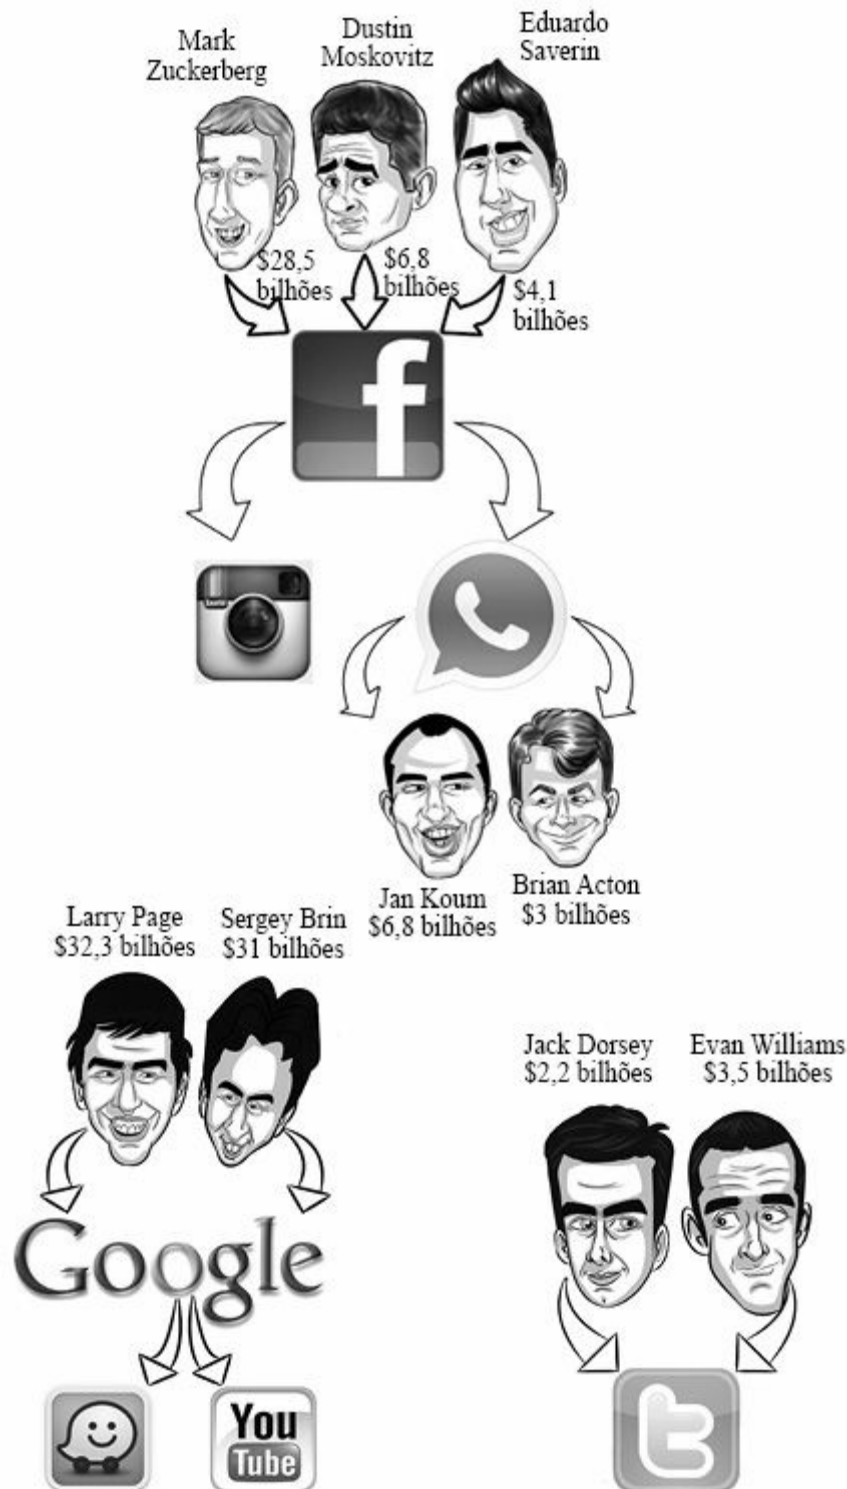 Mark
Zuckerberg
Dustin
Moskovitz
Eduardo
Saverin
$28,5
bilhões
$6,8
bilhões
$4,1
bilhões
f
Jan Koum
$6,8 bilhões
Brian Acton
$3 bilhões
Larry Page
$32,3 bilhões
Sergey Brin
$31 bilhões
Jack Dorsey
$2,2 bilhões
Evan Williams
$3,5 bilhões
Google
You
Tube
t